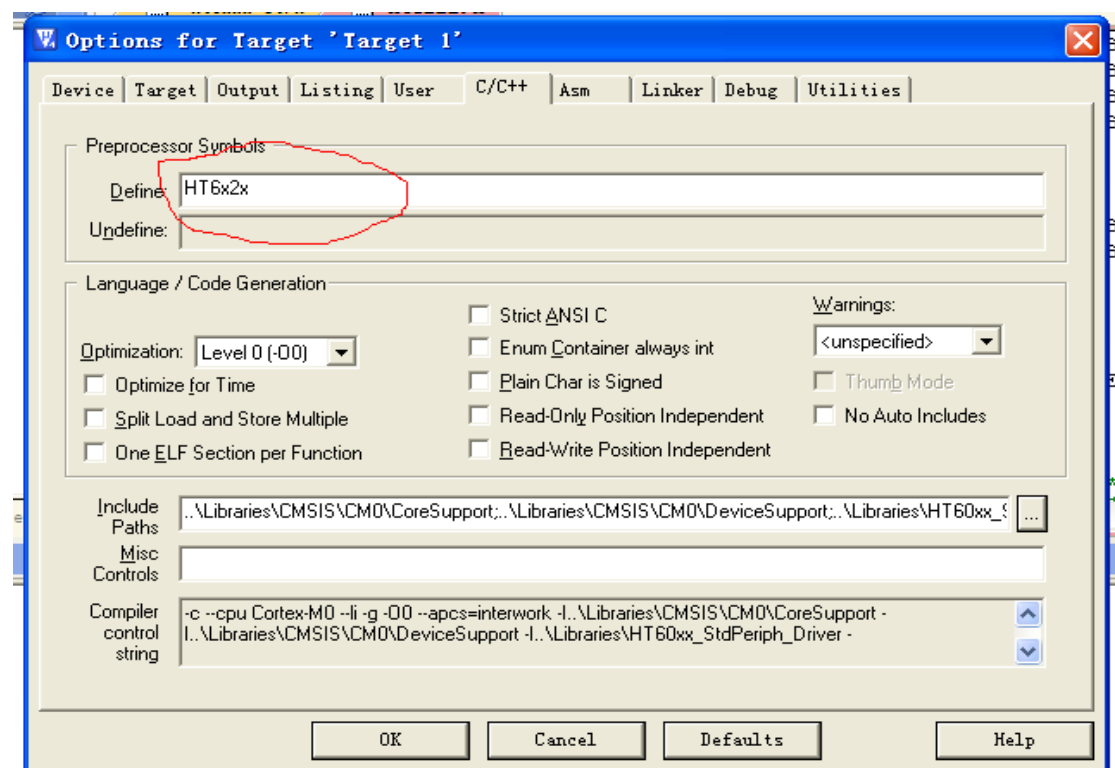 Options for Target 'Target 1'
Device Target Output Listing User C/C++ Asm Linker Debug Utilities
Preprocessor Symbols
Define: HT6x2x
Undefine:
Language / Code Generation
Optimization: Level 0 (-O0)
Optimize for Time
Split Load and Store Multiple
One ELF Section per Function
Strict ANSI C
Enum Container always int
Plain Char is Signed
Read-Only Position Independent
Read-Write Position Independent
Warnings:
<unspecified>
Thumb Mode
No Auto Includes
Include Paths ..\Libraries\CMSIS\CM0\CoreSupport;..\Libraries\CMSIS\CM0\DeviceSupport;..\Libraries\HT60xx_S ...
Misc Controls
Compiler control string -c --cpu Cortex-M0 --li -g -O0 --apcs=interwork -I..\Libraries\CMSIS\CM0\CoreSupport -
I..\Libraries\CMSIS\CM0\DeviceSupport -I..\Libraries\HT60xx_StdPeriph_Driver -
OK Cancel Defaults Help